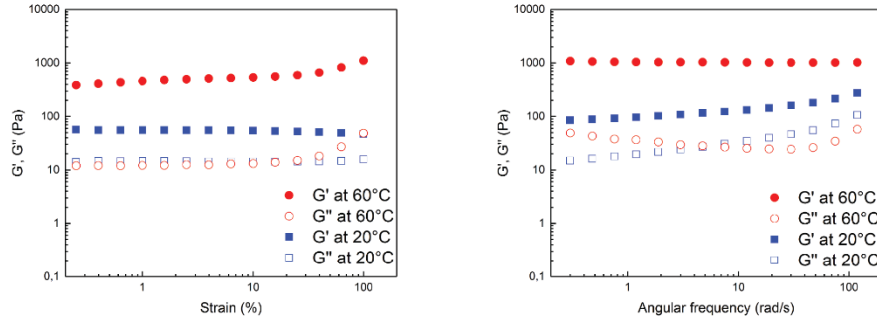 10000
1000
100
10
1
0,1
G', G'' (Pa)
G' at 60°C
G'' at 60°C
G' at 20°C
G'' at 20°C
1
10
100
Strain (%)
10000
1000
100
10
1
0,1
G', G'' (Pa)
G' at 60°C
G'' at 60°C
G' at 20°C
G'' at 20°C
1
10
100
Angular frequency (rad/s)